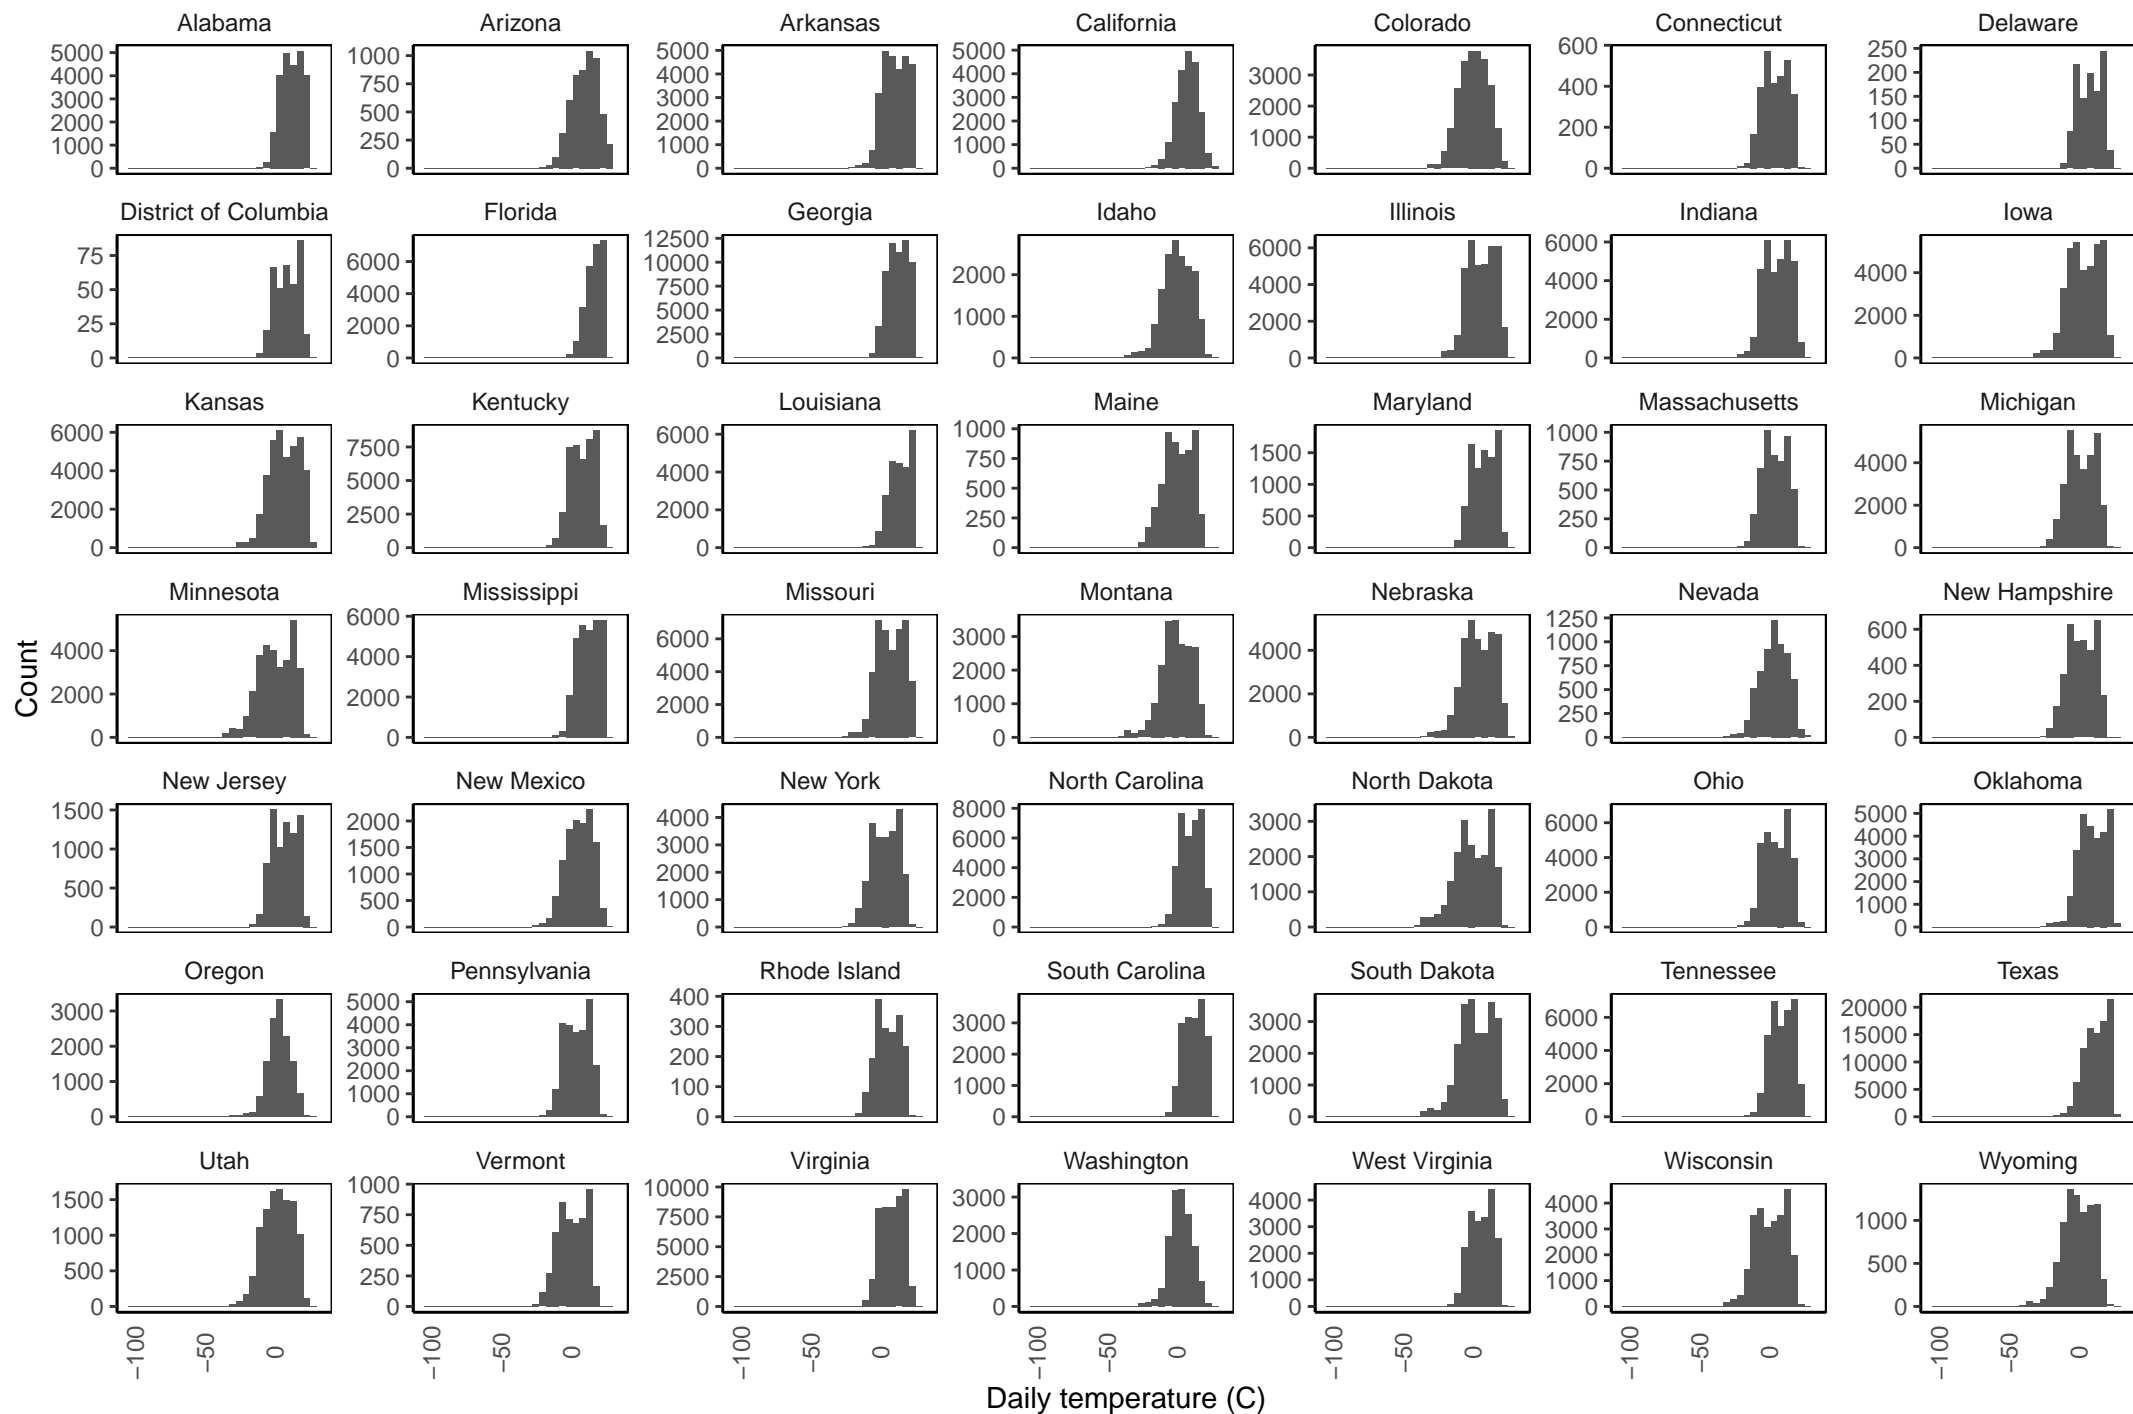 Alabama Arizona Arkansas California Colorado Connecticut Delaware
5000 4000 3000 2000 1000 0
1000 750 500 250 0
5000 4000 3000 2000 1000 0
5000 4000 3000 2000 1000 0
3000 2000 1000 0
600 400 200 0
250 200 150 100 50 0
District of Columbia Florida Georgia Idaho Illinois Indiana Iowa
75 50 25 0
6000 4000 2000 0
12500 10000 7500 5000 2500 0
2000 1000 0
6000 4000 2000 0
6000 4000 2000 0
4000 2000 0
Kansas Kentucky Louisiana Maine Maryland Massachusetts Michigan
6000 4000 2000 0
7500 5000 2500 0
6000 4000 2000 0
1000 750 500 250 0
1500 1000 500 0
1000 750 500 250 0
4000 2000 0
Minnesota Mississippi Missouri Montana Nebraska Nevada New Hampshire
4000 2000 0
6000 4000 2000 0
6000 4000 2000 0
3000 2000 1000 0
4000 2000 0
1250 1000 750 500 250 0
600 400 200 0
Count
New Jersey New Mexico New York North Carolina North Dakota Ohio Oklahoma
1500 1000 500 0
2000 1500 1000 500 0
4000 3000 2000 1000 0
8000 6000 4000 2000 0
3000 2000 1000 0
6000 4000 2000 0
5000 4000 3000 2000 1000 0
Oregon Pennsylvania Rhode Island South Carolina South Dakota Tennessee Texas
3000 2000 1000 0
5000 4000 3000 2000 1000 0
400 300 200 100 0
3000 2000 1000 0
3000 2000 1000 0
6000 4000 2000 0
20000 15000 10000 5000 0
Utah Vermont Virginia Washington West Virginia Wisconsin Wyoming
1500 1000 500 0
1000 750 500 250 0
10000 7500 5000 2500 0
3000 2000 1000 0
4000 3000 2000 1000 0
4000 3000 2000 1000 0
1000 500 0
−100 −50 0 −100 −50 0 −100 −50 0 −100 −50 0 −100 −50 0 −100 −50 0 −100 −50 0
Daily temperature (C)